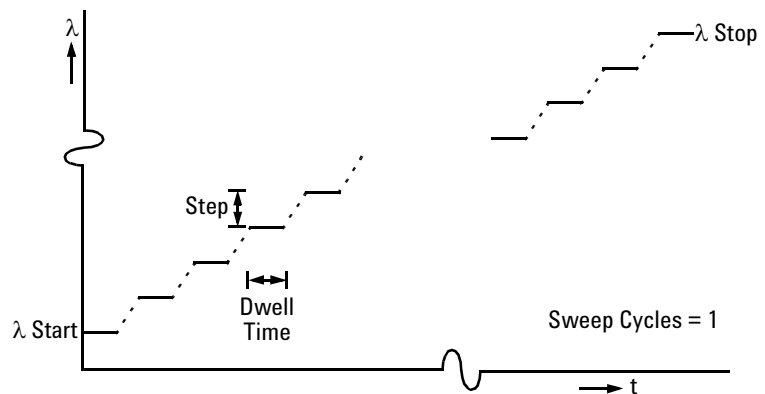 λ
λ Stop
Step
Dwell
Time
λ Start
Sweep Cycles = 1
t